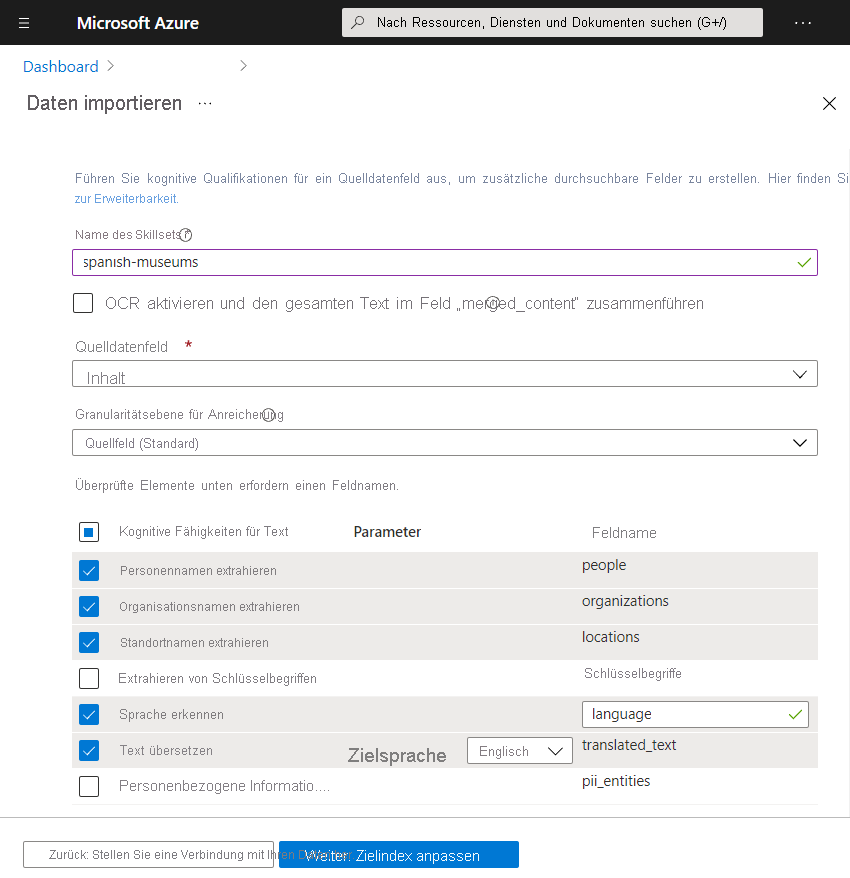 Microsoft Azure
Nach Ressourcen, Diensten und Dokumenten suchen (G+/)
Dashboard
Daten importieren
Führen Sie kognitive Qualifikationen für ein Quelldatenfeld aus, um zusätzliche durchsuchbare Felder zu erstellen. Hier finden Si
zur Erweiterbarkeit.
Name des Skillsets
spanish-museums
OCR aktivieren und den gesamten Text im Feld „merged_content" zusammenführen
Quelldatenfeld *
Inhalt
Granularitätsebene für Anreicherung
Quellfeld (Standard)
Überprüfte Elemente unten erfordern einen Feldnamen.
Kognitive Fähigkeiten für Text Parameter Feldname
Personennamen extrahieren people
Organisationsnamen extrahieren organizations
Standortnamen extrahieren locations
Extrahieren von Schlüsselbegriffen Schlüsselbegriffe
Sprache erkennen language
Text übersetzen Zielsprache Englisch translated_text
Personenbezogene Informatio.... pii_entities
Zurück: Stellen Sie eine Verbindung mit Ihren Weiter: Zielindex anpassen